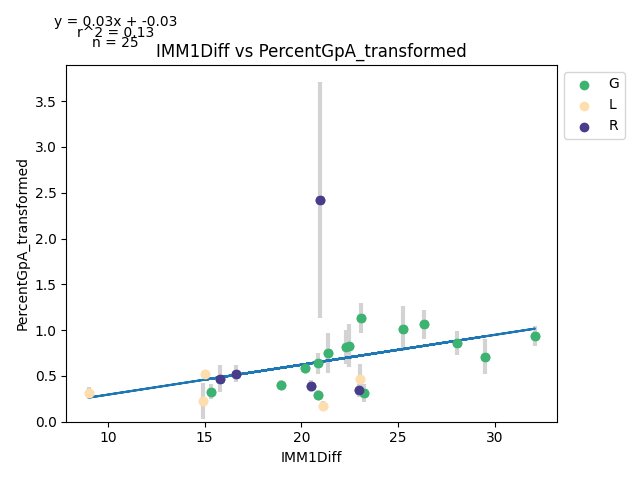 y = 0.03x + -0.03
r^2 = 0.13
n = 25
IMM1Diff vs PercentGpA_transformed
G
L
R
PercentGpA_transformed
3.5
3.0
2.5
2.0
1.5
1.0
0.5
0.0
10 15 20 25 30
IMM1Diff